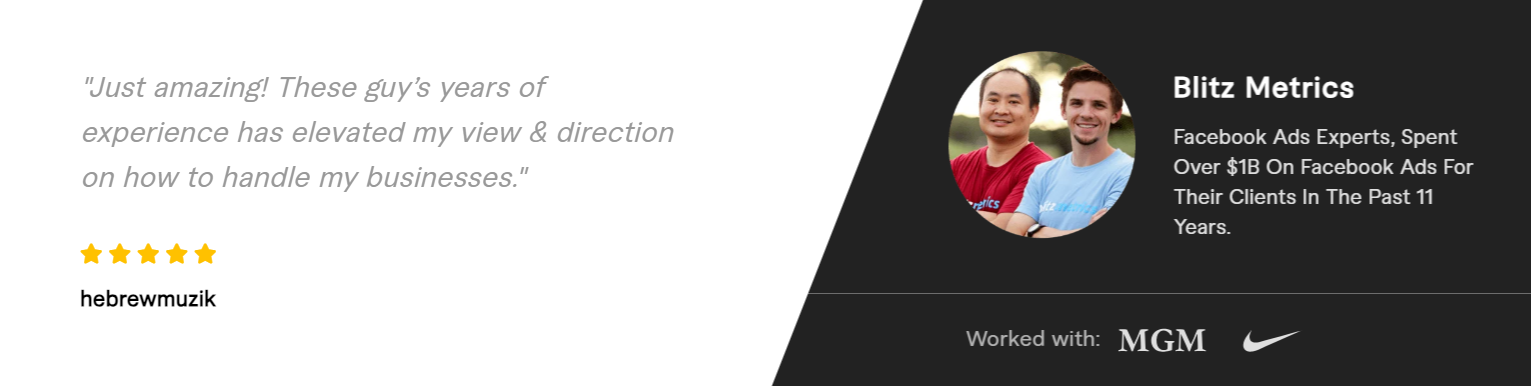 "Just amazing! These guy’s years of
experience has elevated my view & direction
on how to handle my businesses."
hebrewmuzik
Blitz Metrics
Facebook Ads Experts, Spent
Over $1B On Facebook Ads For
Their Clients In The Past 11
Years.
Worked with: MGM